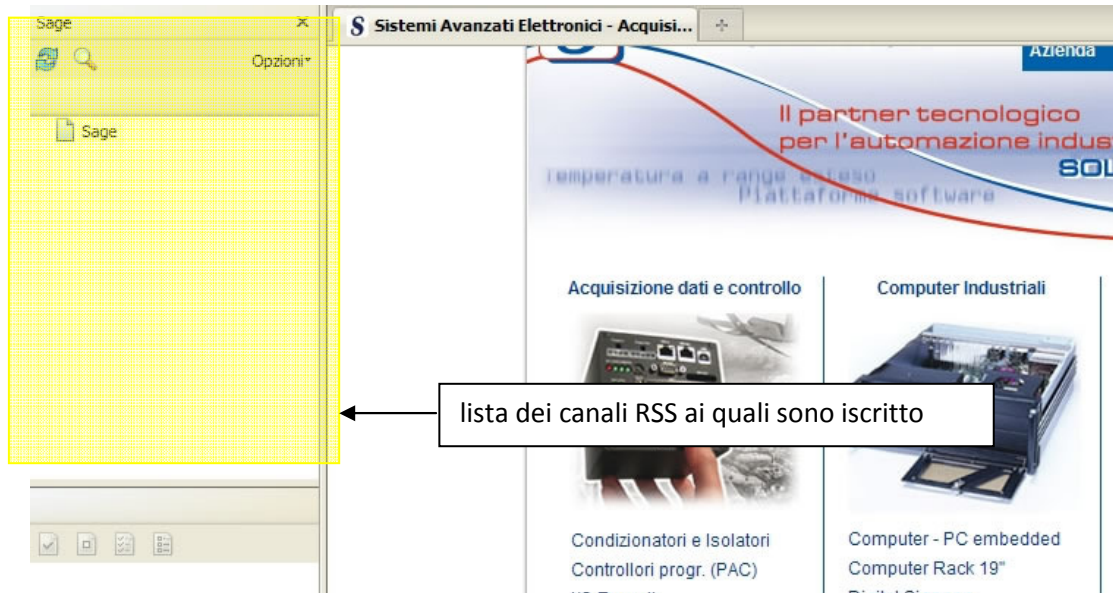 Sage
Opzioni
Sage
S Sistemi Avanzati Elettronici - Acquisi...
Azienda
Il partner tecnologico
per l'automazione indus
SOL
Temperatura a range esteso
Piattaforma software
Acquisizione dati e controllo
Computer Industriali
lista dei canali RSS ai quali sono iscritto
Condizionatori e Isolatori
Controllori progr. (PAC)
Computer - PC embedded
Computer Rack 19"